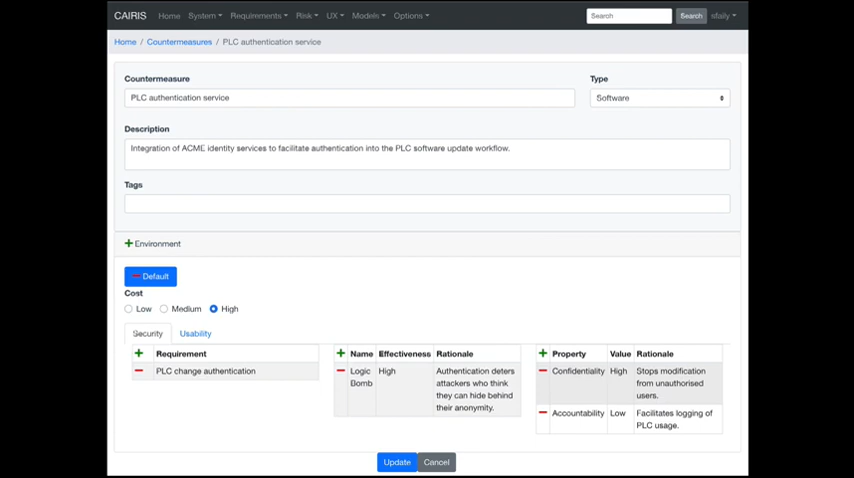 CAIRIS Home System Requirements Risk UX Models Options Search Search sfaily
Home / Countermeasures / PLC authentication service
Countermeasure Type
PLC authentication service Software
Description
Integration of ACME identity services to facilitate authentication into the PLC software update workflow.
Tags
Environment
Default
Cost
Low Medium High
Security Usability
Requirement
PLC change authentication
Name Effectiveness Rationale
Logic Bomb High Authentication deters
attackers who think
they can hide behind
their anonymity.
Property Value Rationale
Confidentiality High Stops modification
from unauthorised
users.
Accountability Low Facilitates logging of
PLC usage.
Update Cancel